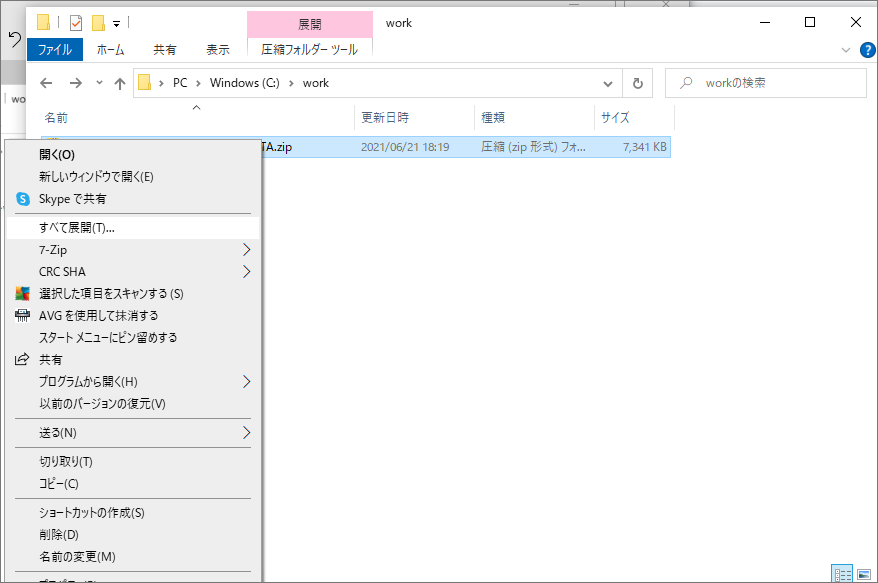 展開
work
ファイル
ホーム
共有
表示
圧縮フォルダー ツール
?
PC
Windows (C:)
work
workの検索
wo
名前
更新日時
種類
サイズ
TA.zip
2021/06/21 18:19
圧縮 (zip 形式) フォ...
7,341 KB
開く(O)
新しいウィンドウで開く(E)
S
Skype で共有
すべて展開(T)...
7-Zip
CRC SHA
選択した項目をスキャンする (S)
AVG を使用して抹消する
スタート メニューにピン留めする
共有
プログラムから開く(H)
以前のバージョンの復元(V)
送る(N)
切り取り(T)
コピー(C)
ショートカットの作成(S)
削除(D)
名前の変更(M)